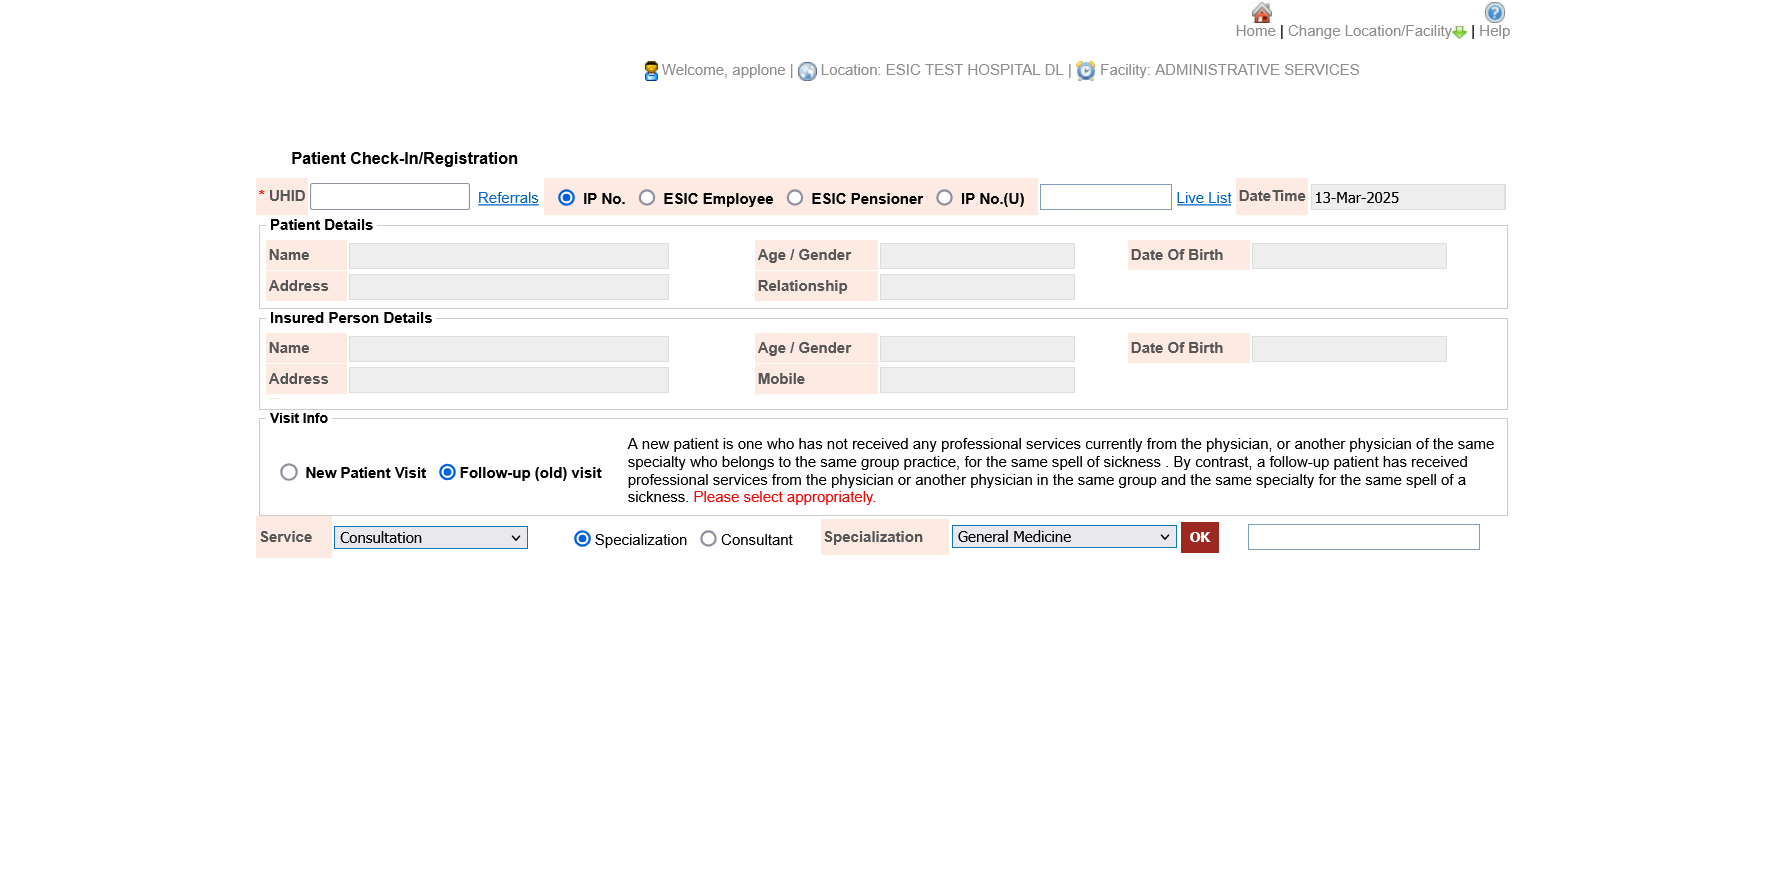 Home | Change Location/Facility | Help
Welcome, applone | Location: ESIC TEST HOSPITAL DL | Facility: ADMINISTRATIVE SERVICES
Patient Check-In/Registration
* UHID Referrals IP No. ESIC Employee ESIC Pensioner IP No.(U) Live List DateTime 13-Mar-2025
Patient Details
Name Age / Gender Date Of Birth
Address Relationship
Insured Person Details
Name Age / Gender Date Of Birth
Address Mobile
Visit Info
New Patient Visit Follow-up (old) visit
A new patient is one who has not received any professional services currently from the physician, or another physician of the same
specialty who belongs to the same group practice, for the same spell of sickness . By contrast, a follow-up patient has received
professional services from the physician or another physician in the same group and the same specialty for the same spell of a
sickness. Please select appropriately.
Service Consultation Specialization Consultant Specialization General Medicine OK